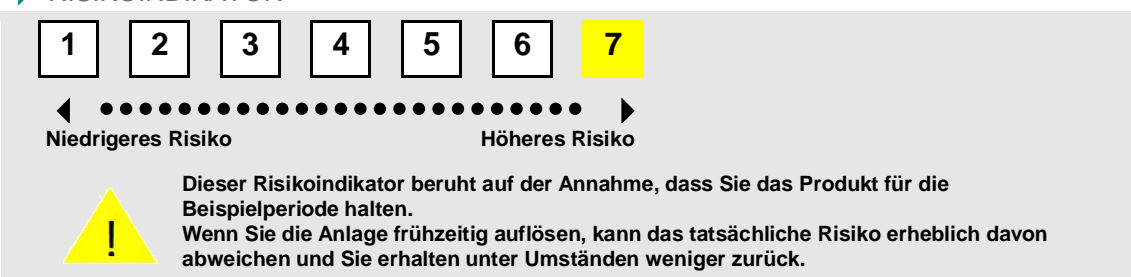 RISIKOINDIKATOR
1 2 3 4 5 6 7
Niedrigeres Risiko Höheres Risiko
Dieser Risikoindikator beruht auf der Annahme, dass Sie das Produkt für die
Beispielperiode halten.
Wenn Sie die Anlage frühzeitig auflösen, kann das tatsächliche Risiko erheblich davon
abweichen und Sie erhalten unter Umständen weniger zurück.
!